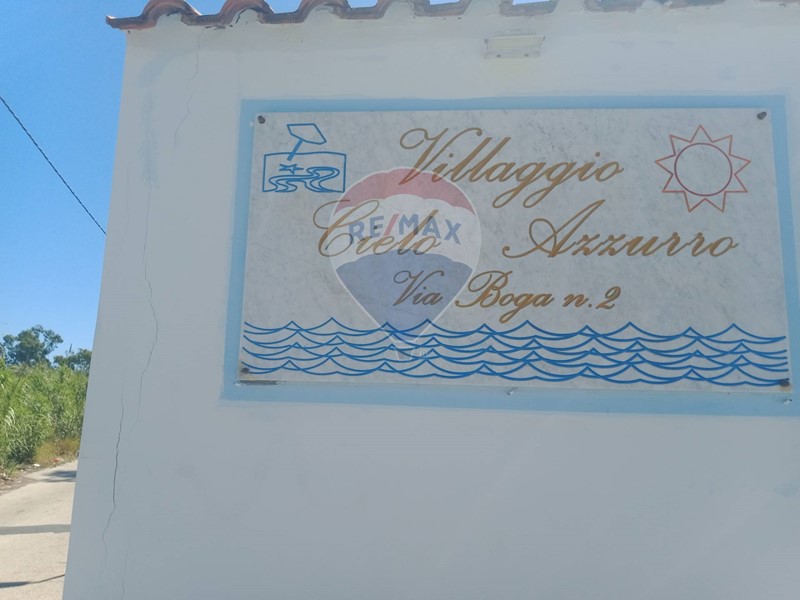 Villaggio
Cielo Azzurro
RE/MAX
Via Boga n.2